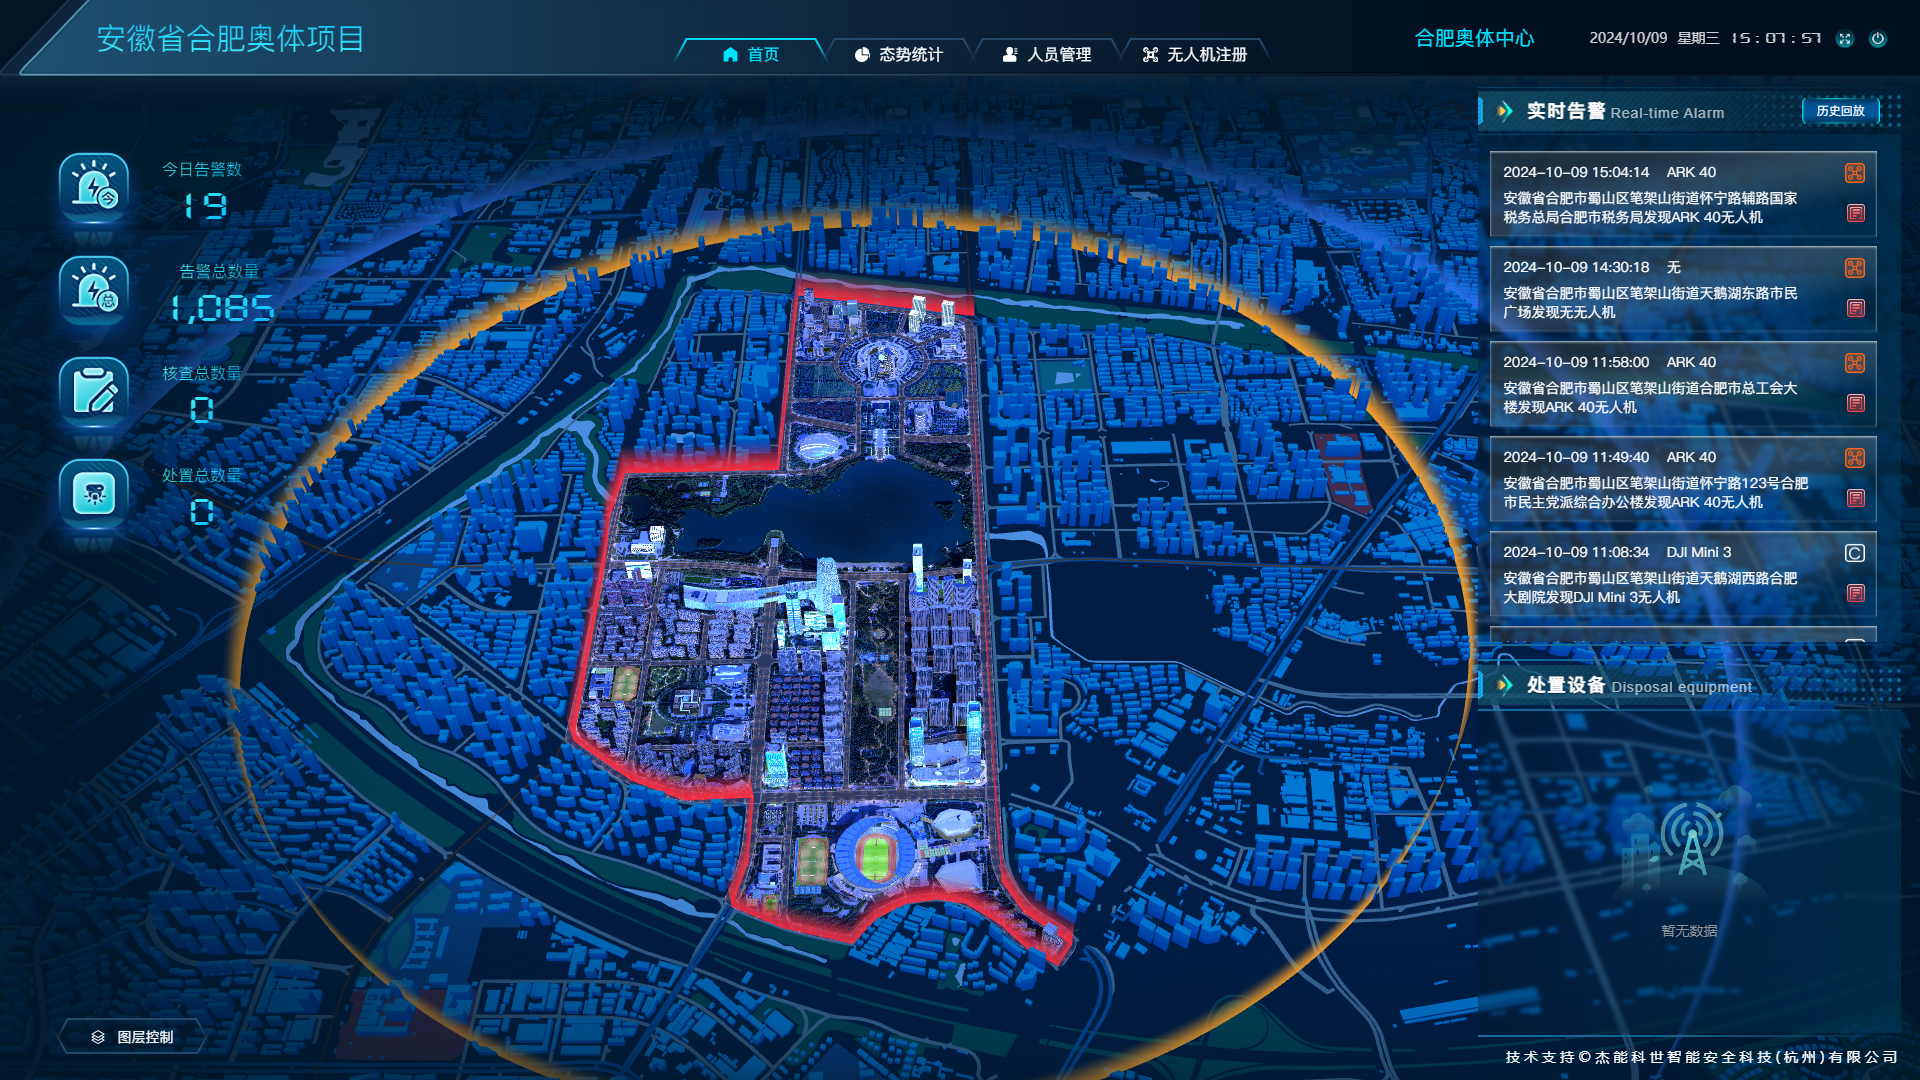 安徽省合肥奥体项目
首页
态势统计
人员管理
无人机注册
合肥奥体中心
2024/10/09 星期三 15:07:57
今日告警数
19
告警总数量
1,085
核查总数量
0
处置总数量
0
今
总
实时告警 Real-time Alarm
历史回放
2024-10-09 15:04:14 ARK 40
安徽省合肥市蜀山区笔架山街道怀宁路辅路国家
税务总局合肥市税务局发现ARK 40无人机
2024-10-09 14:30:18 无
安徽省合肥市蜀山区笔架山街道天鹅湖东路市民
广场发现无无人机
2024-10-09 11:58:00 ARK 40
安徽省合肥市蜀山区笔架山街道合肥市总工会大
楼发现ARK 40无人机
2024-10-09 11:49:40 ARK 40
安徽省合肥市蜀山区笔架山街道怀宁路123号合肥
市民主党派综合办公楼发现ARK 40无人机
2024-10-09 11:08:34 DJI Mini 3
C
安徽省合肥市蜀山区笔架山街道天鹅湖西路合肥
大剧院发现DJI Mini 3无人机
处置设备 Disposal equipment
暂无数据
图层控制
技术支持©杰能科世智能安全科技(杭州)有限公司